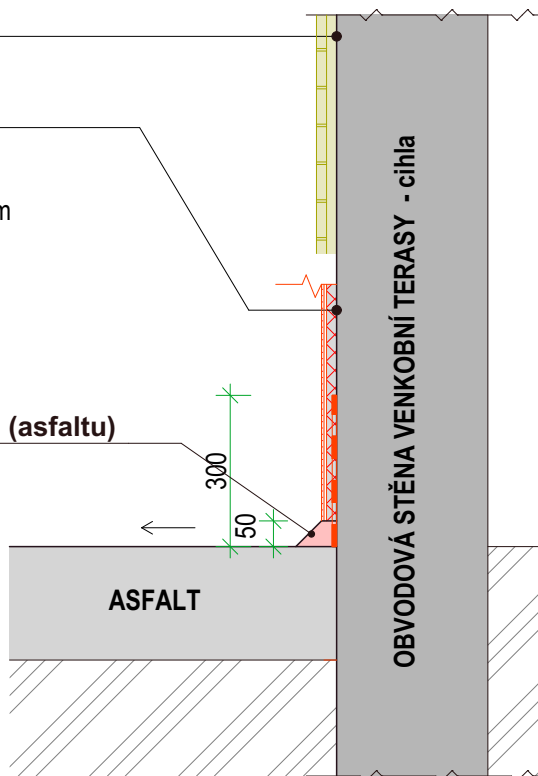 m
(asfaltu)
300
50
ASFALT
OBVODOVÁ STĚNA VENKOBNÍ TERASY - cihla